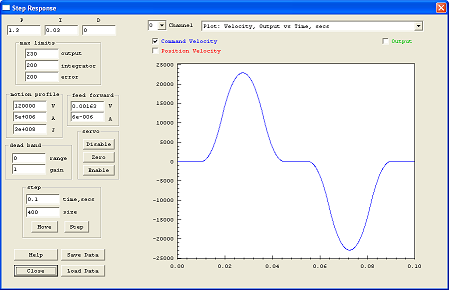 Step Response
P I D
1.3 0.03 0
0 Channel Plot: Velocity, Output vs Time, secs
Command Velocity Output
Position Velocity
max limits
230 output
200 integrator
200 error
motion profile
120000 V
5e+006 A
3e+008 J
feed forward
0.00163 V
6e-006 A
servo
Disable
Zero
Enable
dead band
0 range
1 gain
step
0.1 time,secs
400 size
Move Step
Help Save Data
Close Load Data
25000
20000
15000
10000
5000
0
-5000
-10000
-15000
-20000
-25000
0.00 0.02 0.04 0.06 0.08 0.10